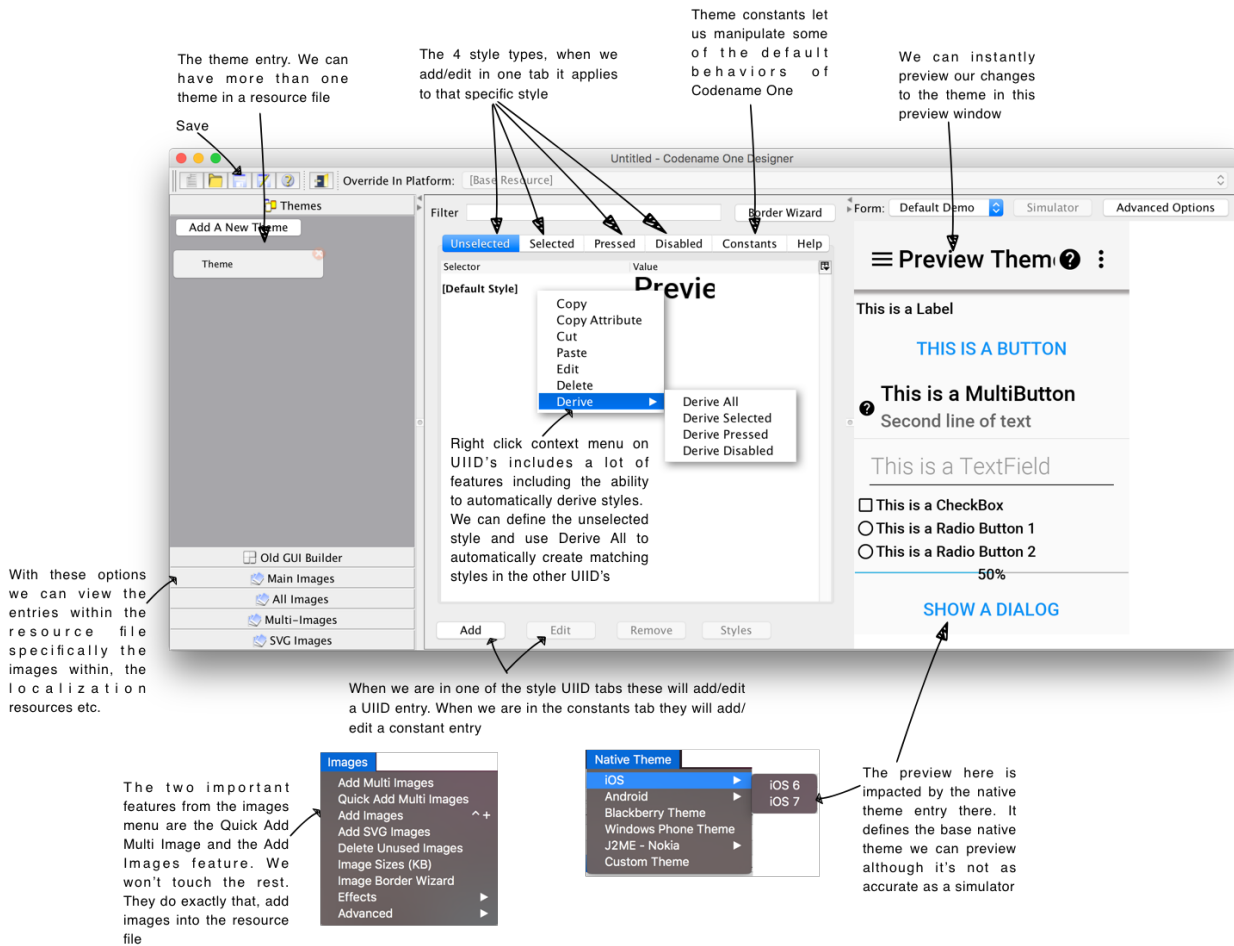 The theme entry. We can
have more than one
theme in a resource file
Save
The 4 style types, when we
add/edit in one tab it applies
to that specific style
Theme constants let
us manipulate some
of the default
behaviors of
Codename One
We can instantly
preview our changes
to the theme in this
preview window
Untitled - Codename One Designer
Override In Platform: [Base Resource]
Themes
Add A New Theme
Theme
Old GUI Builder
Main Images
All Images
Multi-Images
SVG Images
Filter
Border Wizard
Unselected Selected Pressed Disabled Constants Help
Selector Value
[Default Style] Previe
Copy
Copy Attribute
Cut
Paste
Edit
Delete
Derive
Derive All
Derive Selected
Derive Pressed
Derive Disabled
Right click context menu on
UIID's includes a lot of
features including the ability
to automatically derive styles.
We can define the unselected
style and use Derive All to
automatically create matching
styles in the other UIID's
Add Edit Remove Styles
Form: Default Demo Simulator Advanced Options
Preview Them
This is a Label
THIS IS A BUTTON
This is a MultiButton
Second line of text
This is a TextField
This is a CheckBox
This is a Radio Button 1
This is a Radio Button 2
50%
SHOW A DIALOG
With these options
we can view the
entries within the
resource file
specifically the
images within, the
localization
resources etc.
When we are in one of the style UIID tabs these will add/edit
a UIID entry. When we are in the constants tab they will add/
edit a constant entry
The two important
features from the images
menu are the Quick Add
Multi Image and the Add
Images feature. We
won't touch the rest.
They do exactly that, add
images into the resource
file
Images
Add Multi Images
Quick Add Multi Images
Add Images ^+
Add SVG Images
Delete Unused Images
Image Sizes (KB)
Image Border Wizard
Effects
Advanced
Native Theme
iOS
Android
Blackberry Theme
Windows Phone Theme
J2ME - Nokia
Custom Theme
iOS 6
iOS 7
The preview here is
impacted by the native
theme entry there. It
defines the base native
theme we can preview
although it's not as
accurate as a simulator